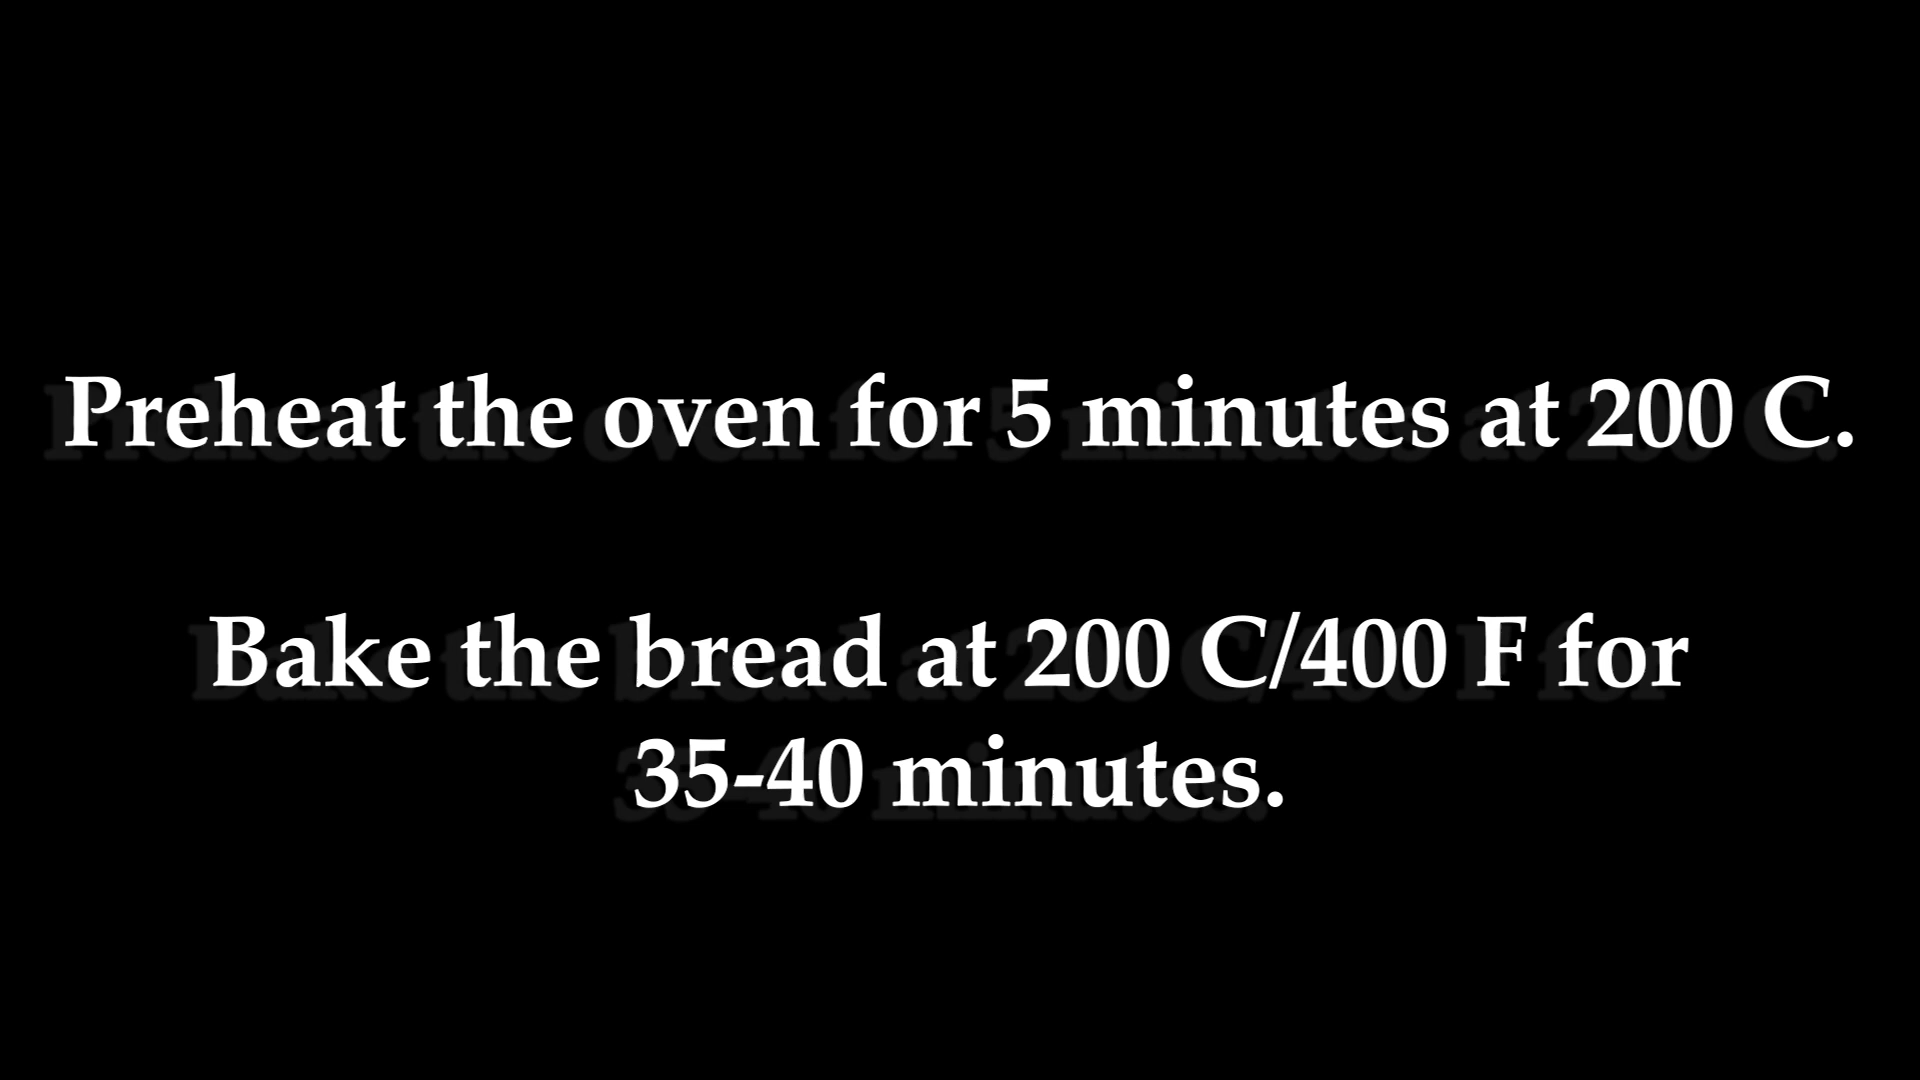 Preheat the oven for 5 minutes at 200 C.
Bake the bread at 200 C/400 F for
35-40 minutes.